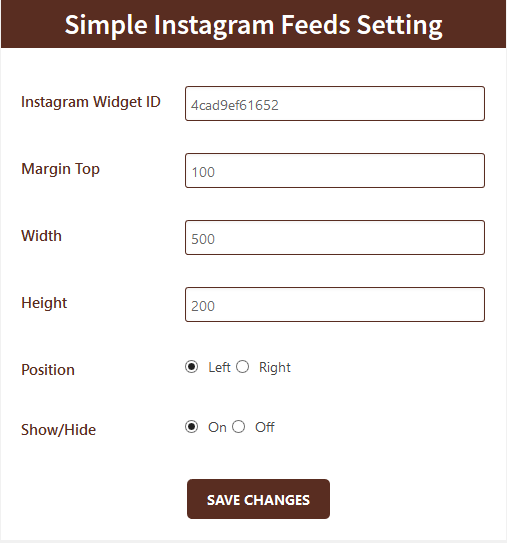 Simple Instagram Feeds Setting
Instagram Widget ID 4cad9ef61652
Margin Top 100
Width 500
Height 200
Position Left Right
Show/Hide On Off
SAVE CHANGES